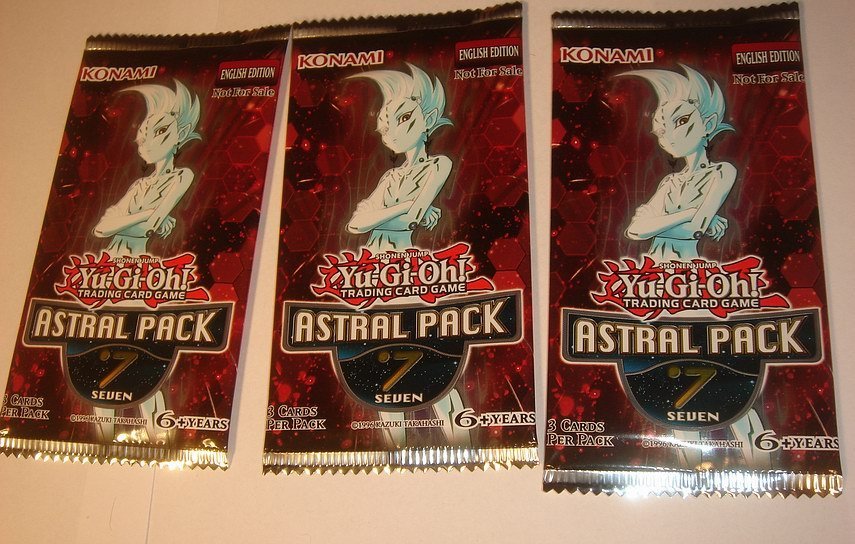 KONAMI
ENGLISH EDITION
Not For Sale
SHONEN JUMP
Yu-Gi-Oh!
TRADING CARD GAME
ASTRAL PACK
7
SEVEN
3 CARDS
PER PACK
©1996 KAZUKI TAKAHASHI
6+YEARS
KONAMI
ENGLISH EDITION
Not For Sale
SHONEN JUMP
Yu-Gi-Oh!
TRADING CARD GAME
ASTRAL PACK
7
SEVEN
3 CARDS
PER PACK
©1996 KAZUKI TAKAHASHI
6+YEARS
KONAMI
ENGLISH EDITION
Not For Sale
SHONEN JUMP
Yu-Gi-Oh!
TRADING CARD GAME
ASTRAL PACK
7
SEVEN
3 CARDS
PER PACK
©1996 KAZUKI TAKAHASHI
6+YEARS